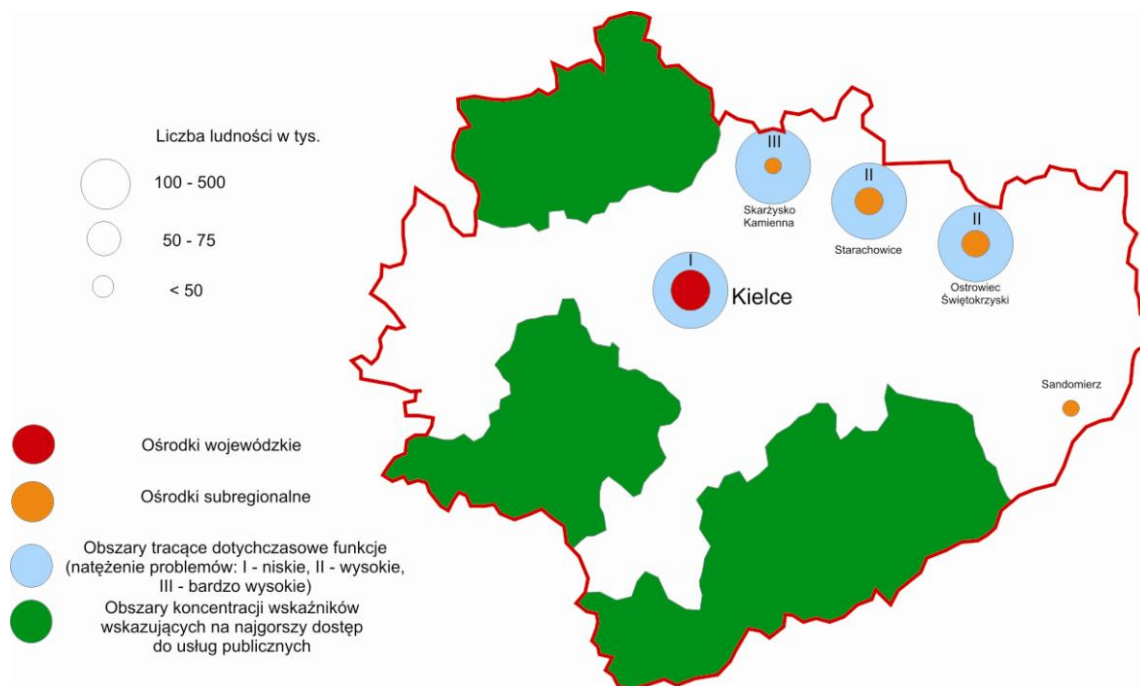 Liczba ludności w tys.
100 - 500
50 - 75
< 50
III
Skarżysko
Kamienna
II
Starachowice
II
Ostrowiec
Świętokrzyski
I
Kielce
Sandomierz
Ośrodki wojewódzkie
Ośrodki subregionalne
Obszary tracące dotychczasowe funkcje
(natężenie problemów: I - niskie, II - wysokie,
III - bardzo wysokie)
Obszary koncentracji wskaźników
wskazujących na najgorszy dostęp
do usług publicznych